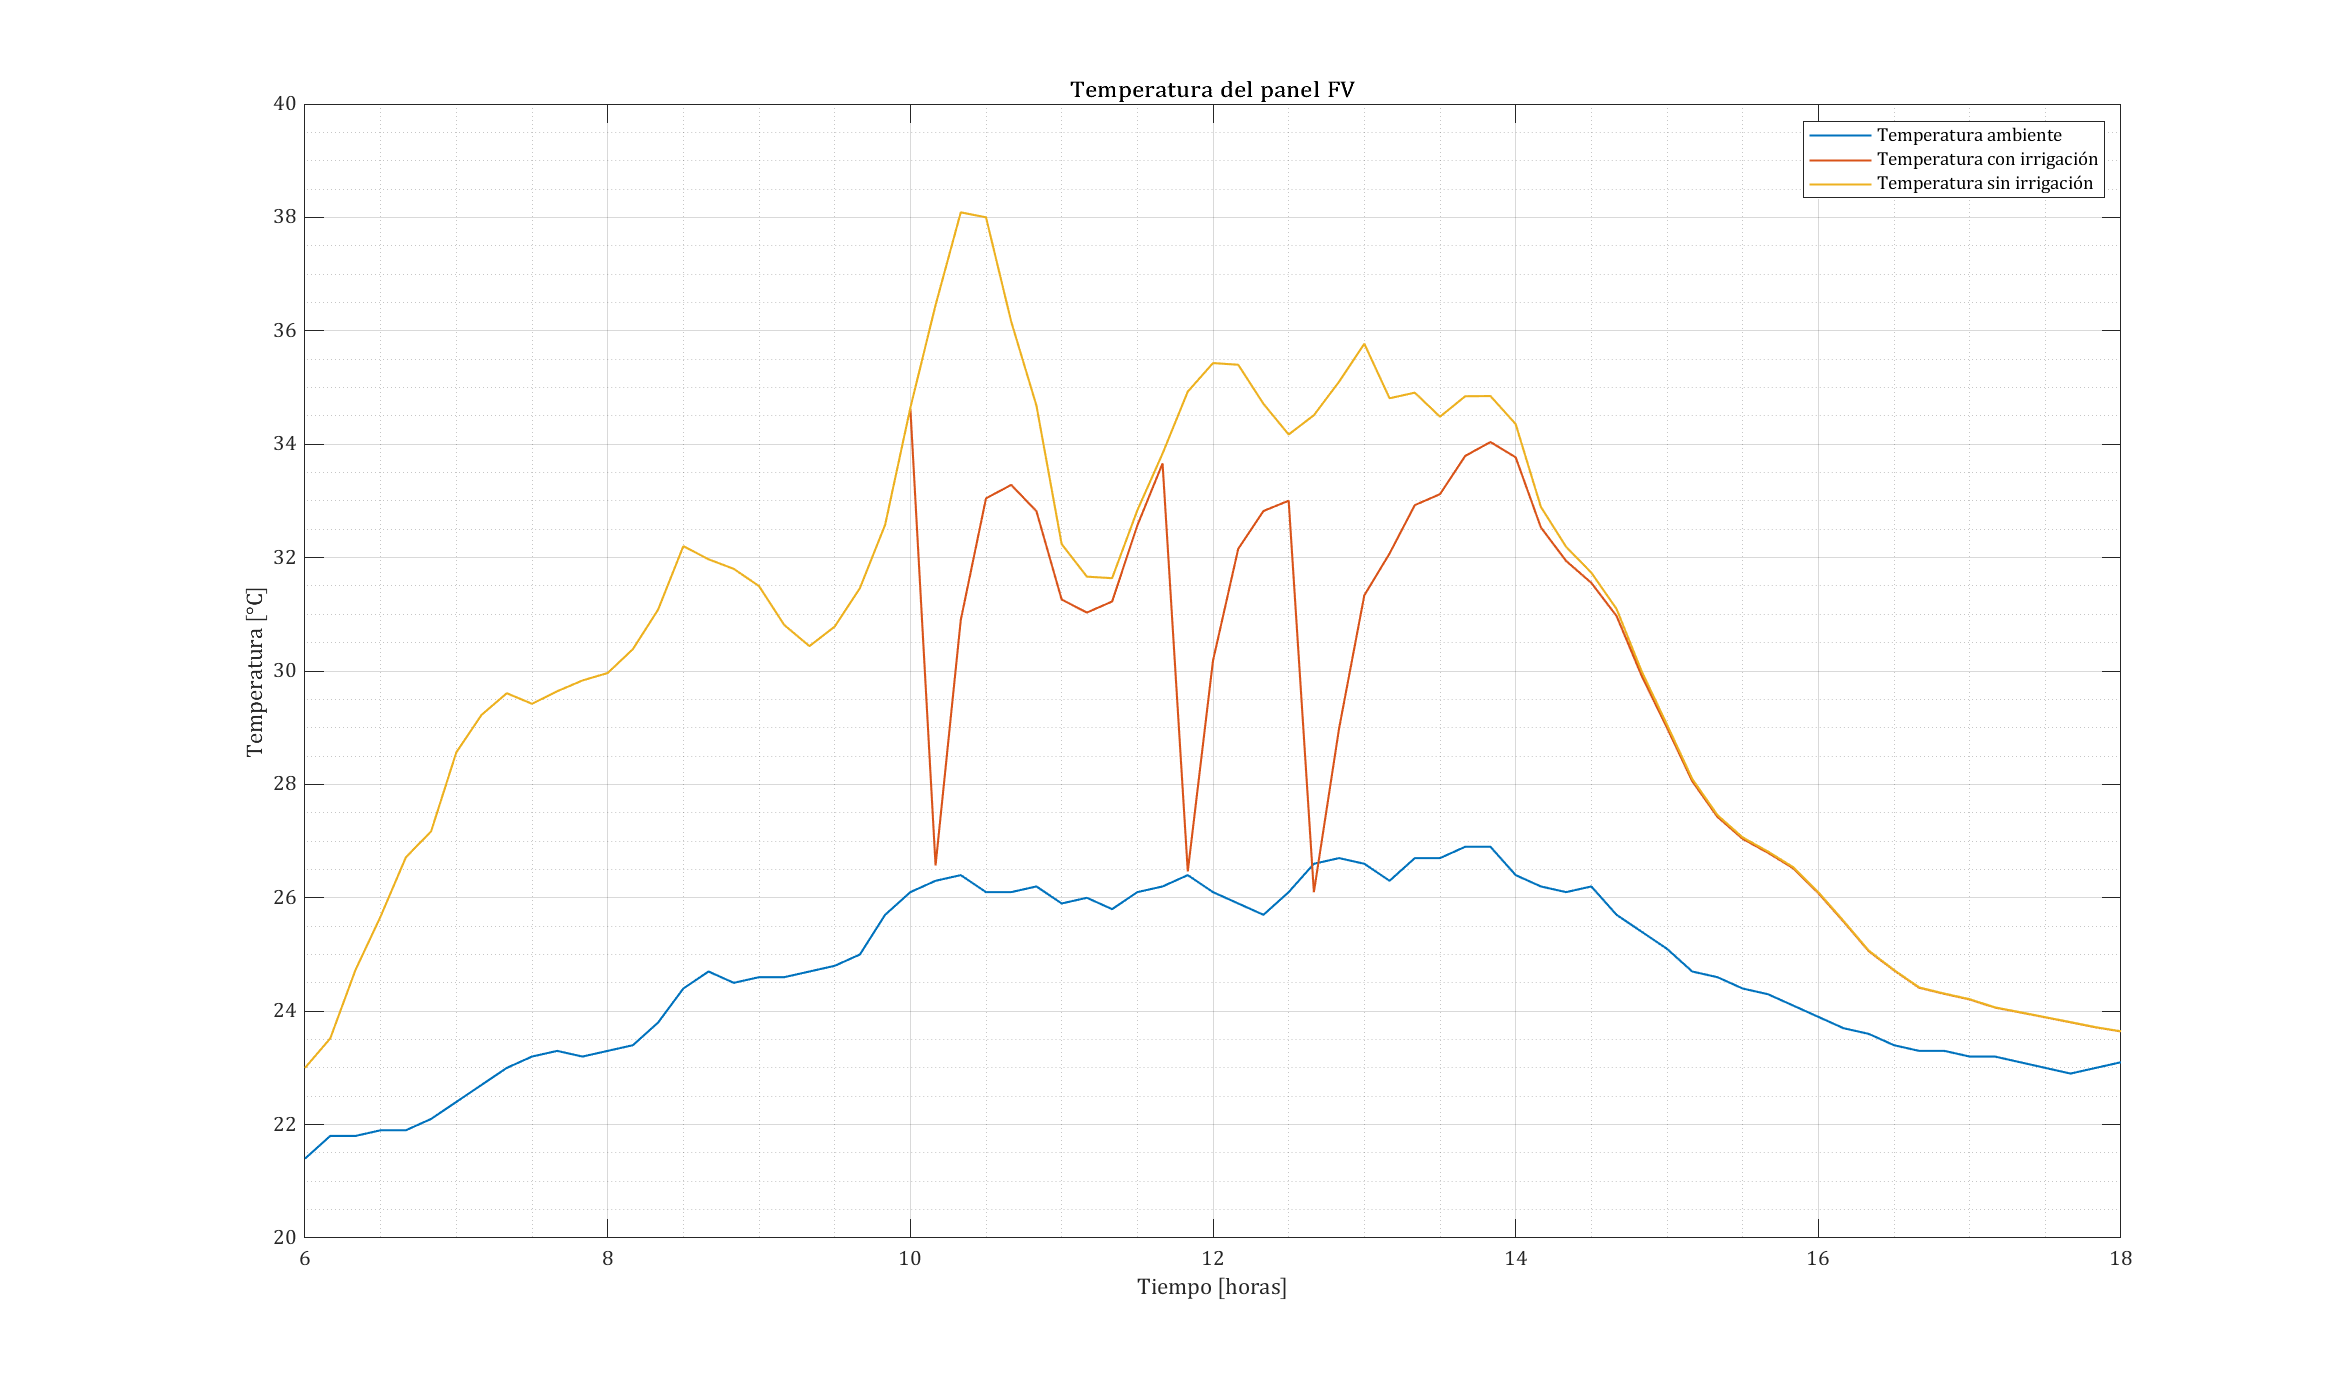 Temperatura del panel FV
40
Temperatura ambiente
Temperatura con irrigación
Temperatura sin irrigación
38
36
34
32
30
28
26
24
22
20
Temperatura [°C]
6 8 10 12 14 16 18
Tiempo [horas]